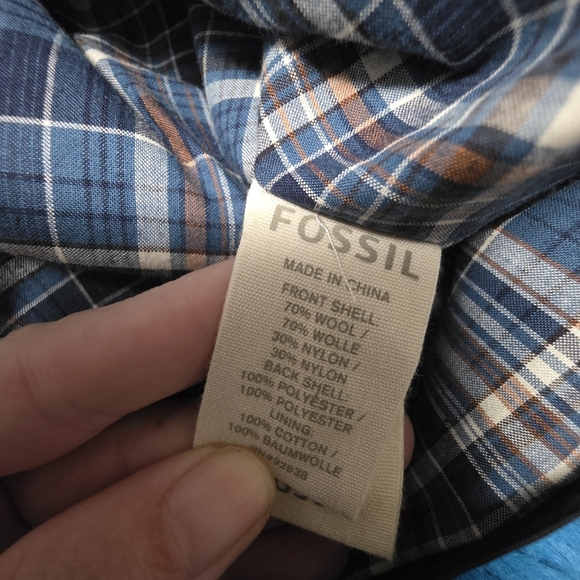 FOSSIL
MADE IN CHINA
FRONT SHELL:
70% WOOL /
70% WOLLE
30% NYLON /
30% NYLON
BACK SHELL:
100% POLYESTER /
100% POLYESTER
LINING:
100% COTTON /
100% BAUMWOLLE